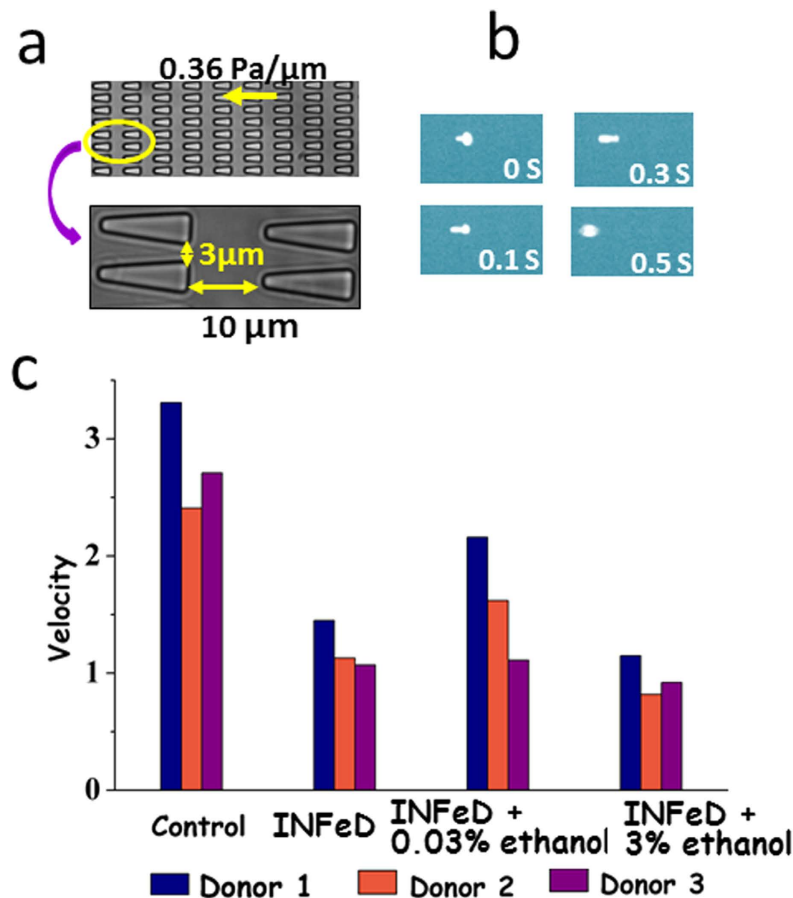 a
b
0.36 Pa/μm
0 S
0.3 S
0.1 S
0.5 S
3μm
10 μm
c
Velocity
3
2
1
0
Control
INFeD
INFeD +
0.03% ethanol
INFeD +
3% ethanol
Donor 1
Donor 2
Donor 3